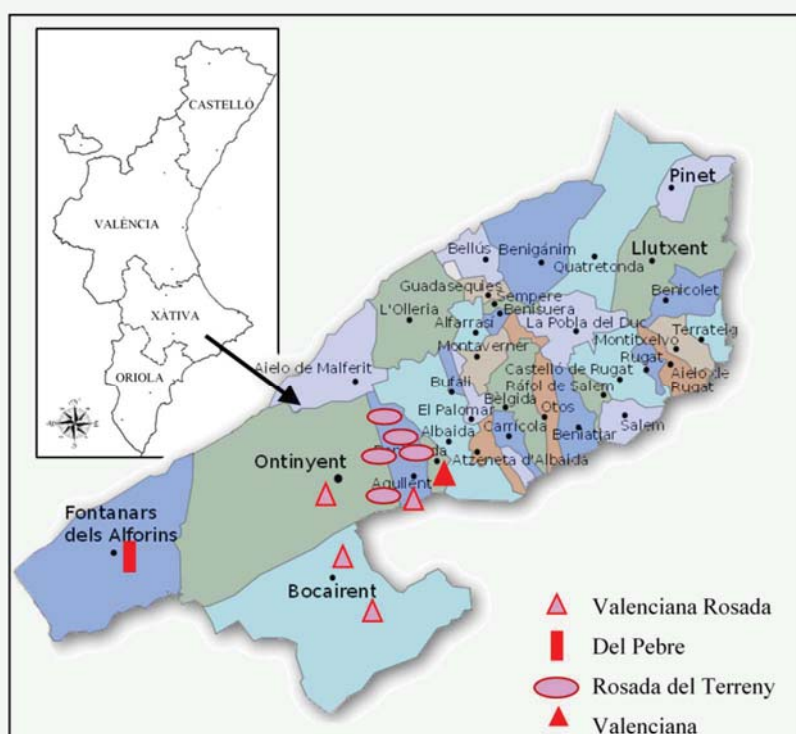 CASTELLÓ
VALÈNCIA
XÀTIVA
ORIOLA
Pinet
Llutxent
Bellús
Benigánim
Quatretonda
Benicolet
Guadasequies
Sempere
Benisuera
L'Olleria
Alfarrasí
La Pobla del Duc
Montitxelvo
Terrateig
Montaverner
Rugat
Aielo de Malferit
Castelló de Rugat
Aielo de
Rugat
Bufali
Ráfol de Salem
Bèlgida
El Palomar
Otos
Salem
Albaida
Carrícola
Beniatjar
Atzeneta d'Albaida
Ontinyent
Agullent
Fontanars
dels Alforins
Bocairent
Valenciana Rosada
Del Pebre
Rosada del Terreny
Valenciana